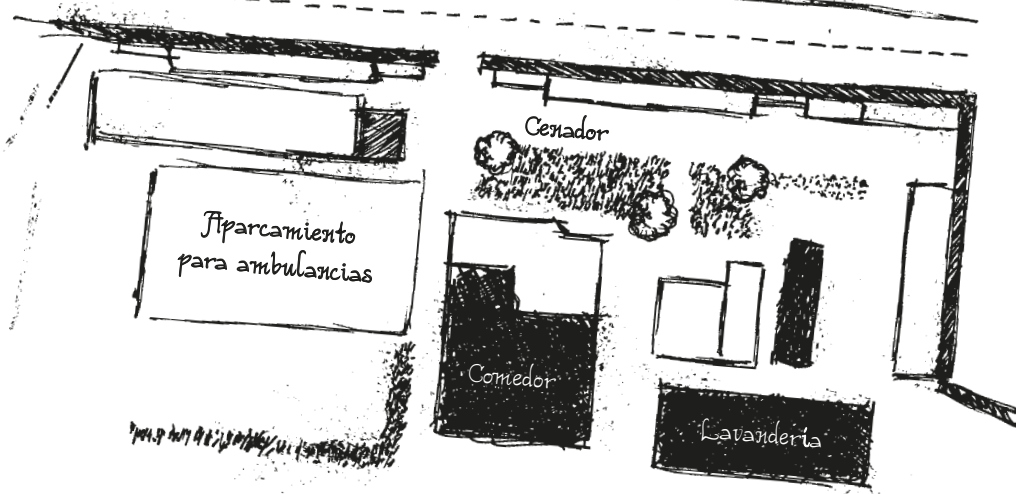 Cenador
Aparcamiento
para ambulancias
Comedor
Lavandería